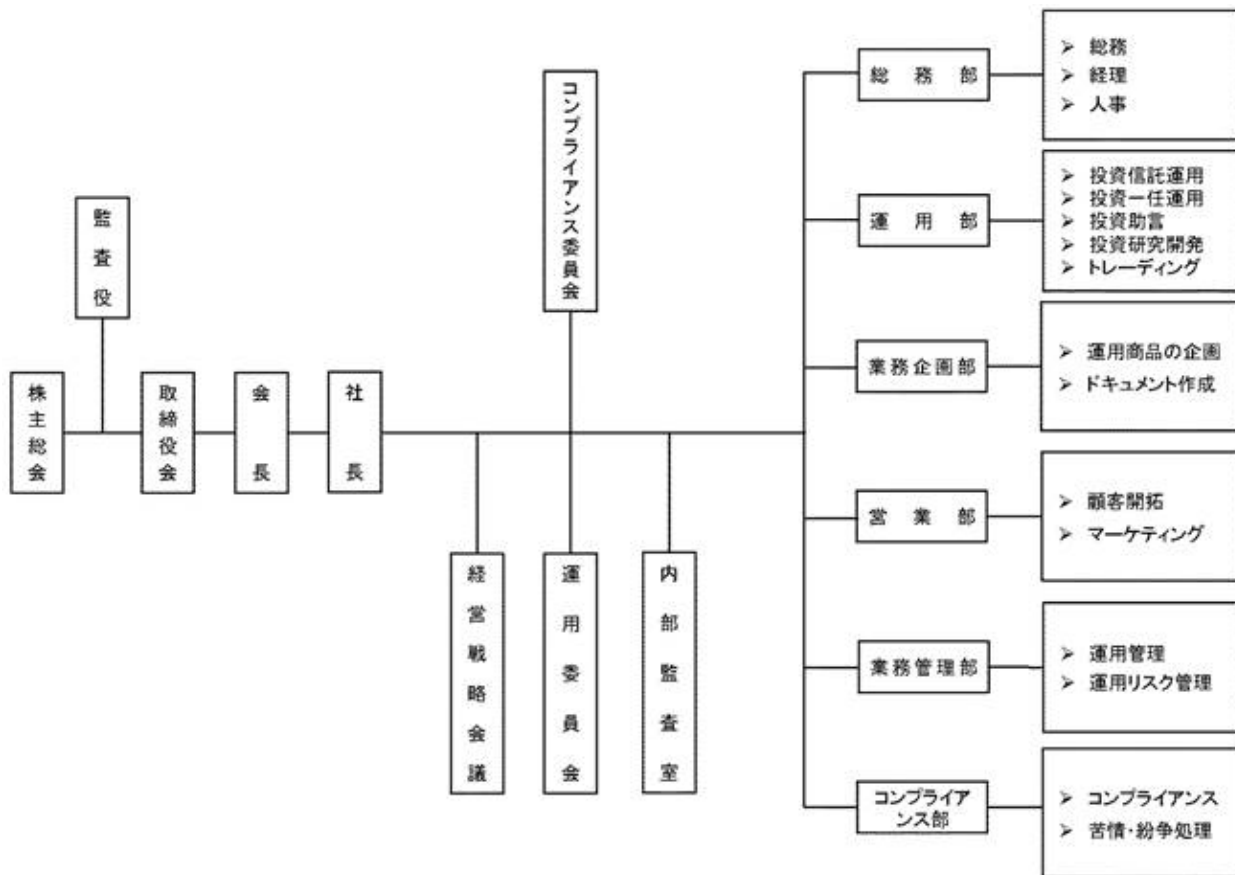 株主総会
監査役
取締役会
会長
社長
コンプライアンス委員会
経営戦略会議
運用委員会
内部監査室
総務部
➢ 総務
➢ 経理
➢ 人事
運用部
➢ 投資信託運用
➢ 投資一任運用
➢ 投資助言
➢ 投資研究開発
➢ トレーディング
業務企画部
➢ 運用商品の企画
➢ ドキュメント作成
営業部
➢ 顧客開拓
➢ マーケティング
業務管理部
➢ 運用管理
➢ 運用リスク管理
コンプライア
ンス部
➢ コンプライアンス
➢ 苦情・紛争処理